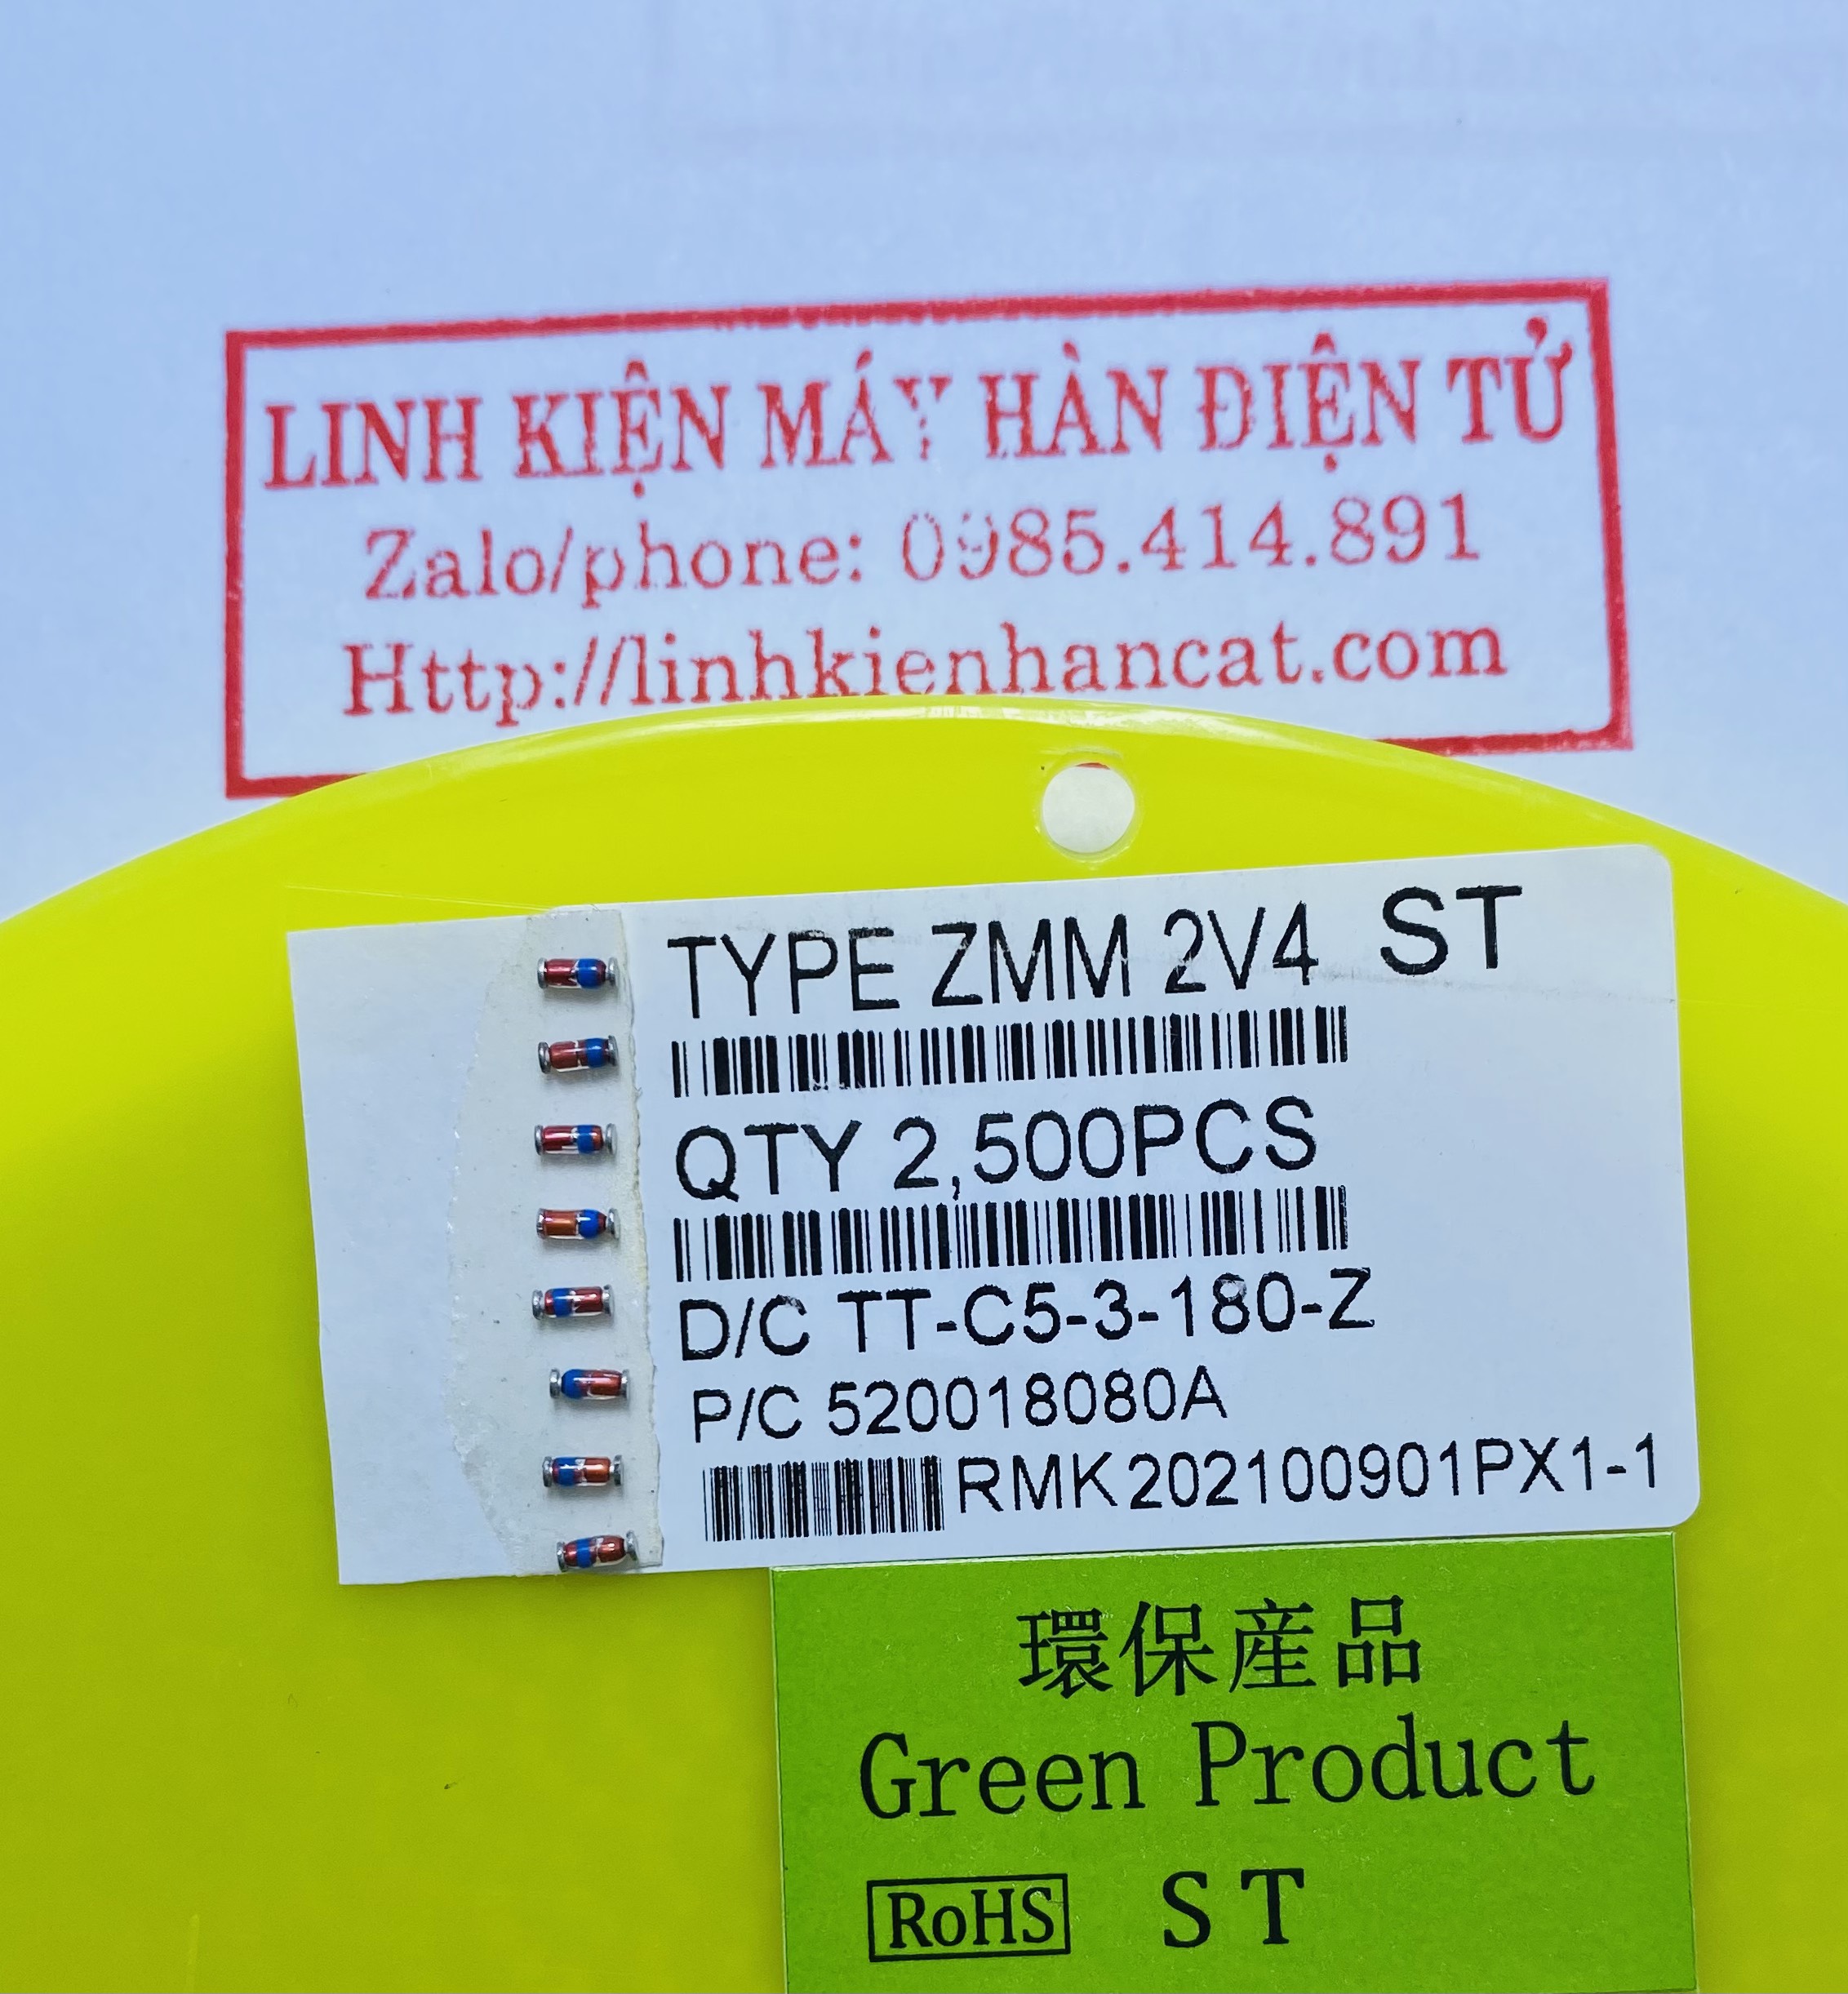 LINH KIỆN MÁY HÀN ĐIỆN TỬ
Zalo/phone: 0985.414.891
Http://linhkienhancat.com
TYPE ZMM 2V4 ST
QTY 2,500PCS
D/C TT-C5-3-180-Z
P/C 520018080A
RMK202100901PX1-1
環保産品
Green Product
RoHS ST